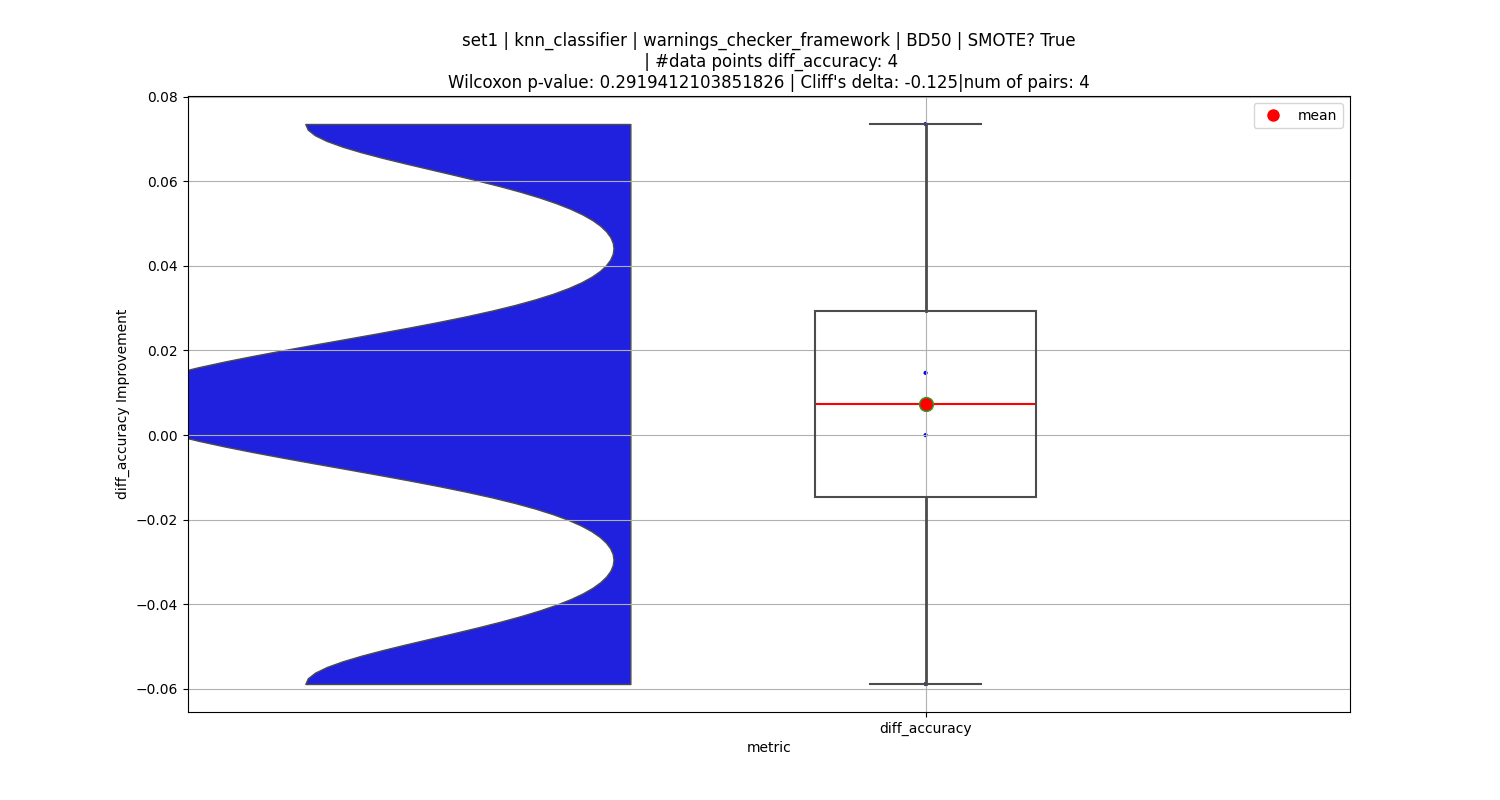 set1 | knn_classifier | warnings_checker_framework | BD50 | SMOTE? True
| #data points diff_accuracy: 4
Wilcoxon p-value: 0.2919412103851826 | Cliff's delta: -0.125|num of pairs: 4
mean
0.08
0.06
0.04
0.02
0.00
−0.02
−0.04
−0.06
diff_accuracy Improvement
diff_accuracy
metric